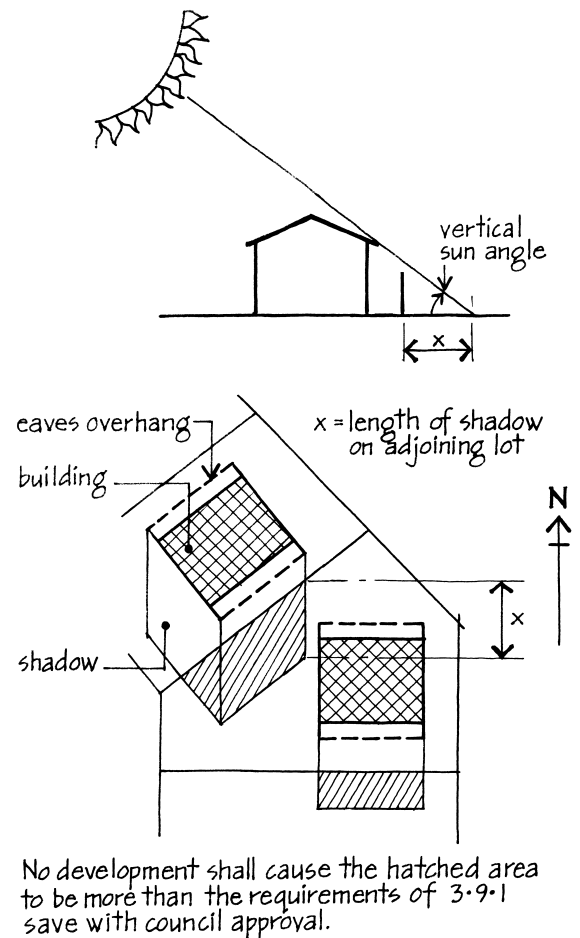 vertical
sun angle
x
eaves overhang
x = length of shadow
on adjoining lot
building
N
x
shadow
No development shall cause the hatched area
to be more than the requirements of 3·9·1
save with council approval.